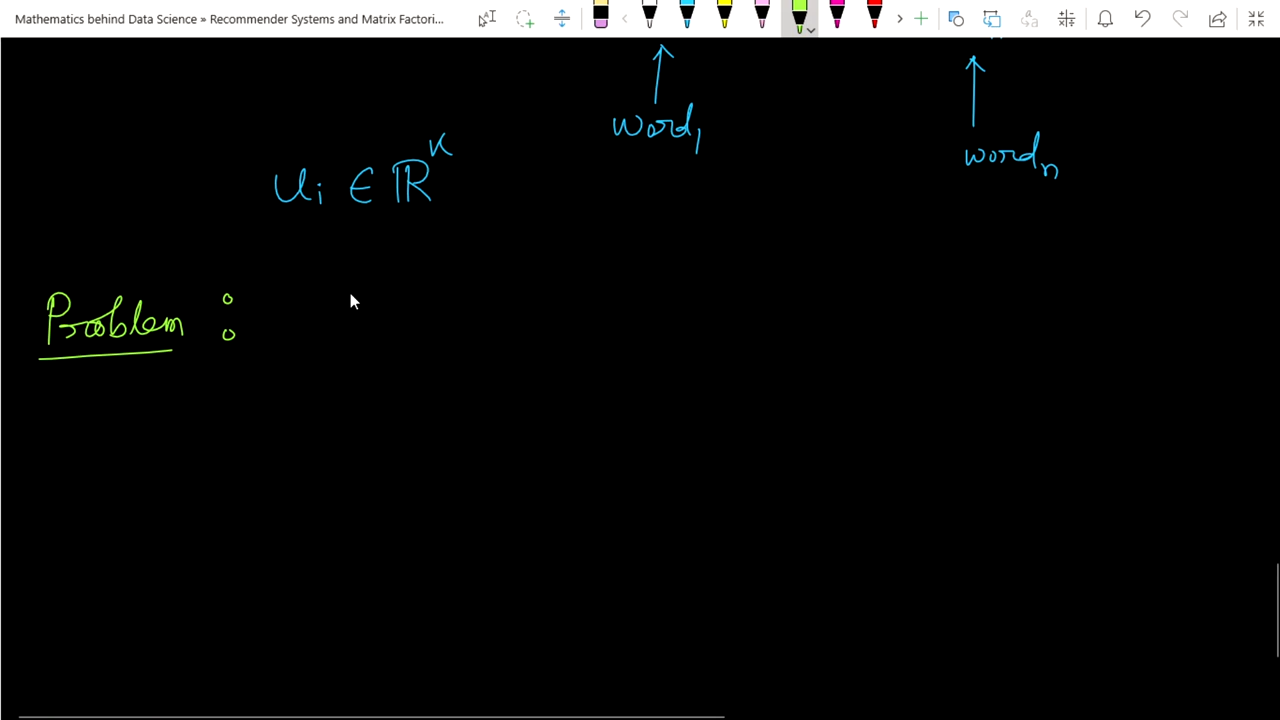 Mathematics behind Data Science » Recommender Systems and Matrix Factori...
word₁
wordₙ
uᵢ ∈ ℝᴷ
Problem :